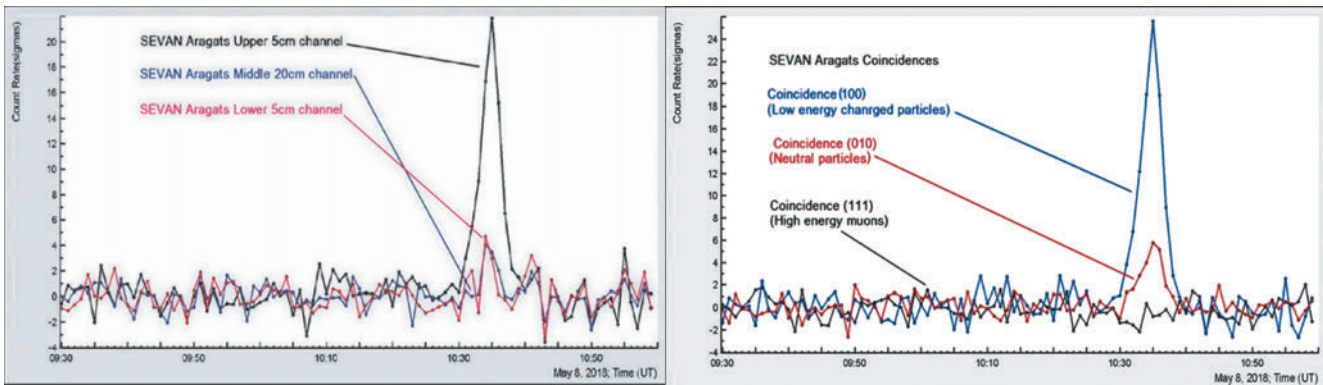 Count Rate(sigmas)
20
18
16
14
12
10
8
6
4
2
0
-2
-4
SEVAN Aragats Upper 5cm channel
SEVAN Aragats Middle 20cm channel
SEVAN Aragats Lower 5cm channel
09:30
09:50
10:10
10:30
10:50
May 8, 2018; Time (UT)
Count Rate(sigmas)
24
22
20
18
16
14
12
10
8
6
4
2
0
-2
-4
SEVAN Aragats Coincidences
Coincidence (100)
(Low energy chanrged particles)
Coincidence (010)
(Neutral particles)
Coincidence (111)
(High energy muons)
09:30
09:50
10:10
10:30
10:50
May 8, 2018; Time (UT)